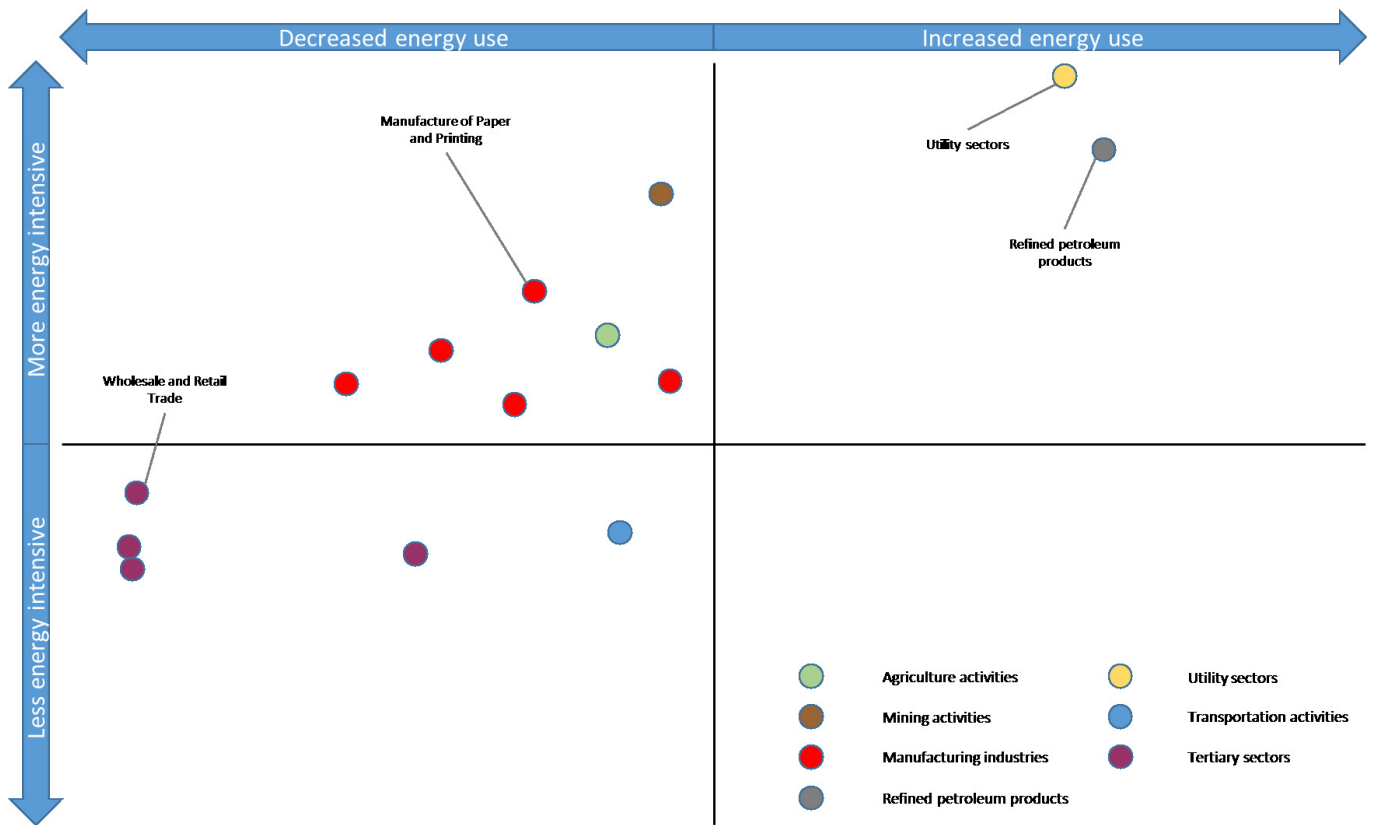 Decreased energy use
Increased energy use
More energy intensive
Less energy intensive
Manufacture of Paper
and Printing
Utility sectors
Refined petroleum
products
Wholesale and Retail
Trade
Agriculture activities
Utility sectors
Mining activities
Transportation activities
Manufacturing industries
Tertiary sectors
Refined petroleum products